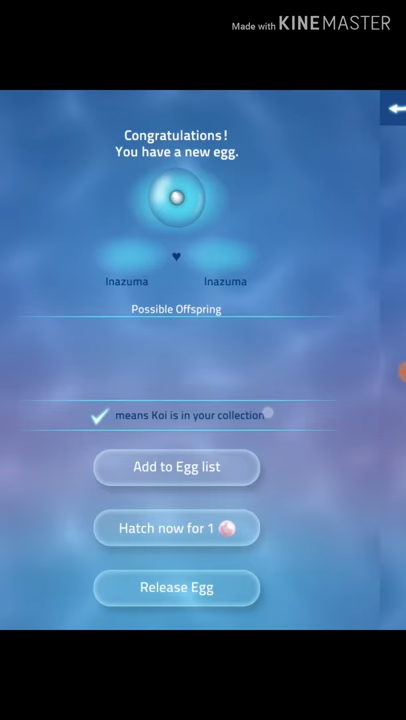 Made with KINEMASTER
Congratulations!
You have a new egg.
Inazuma
Inazuma
Possible Offspring
means Koi is in your collection
Add to Egg list
Hatch now for 1
Release Egg